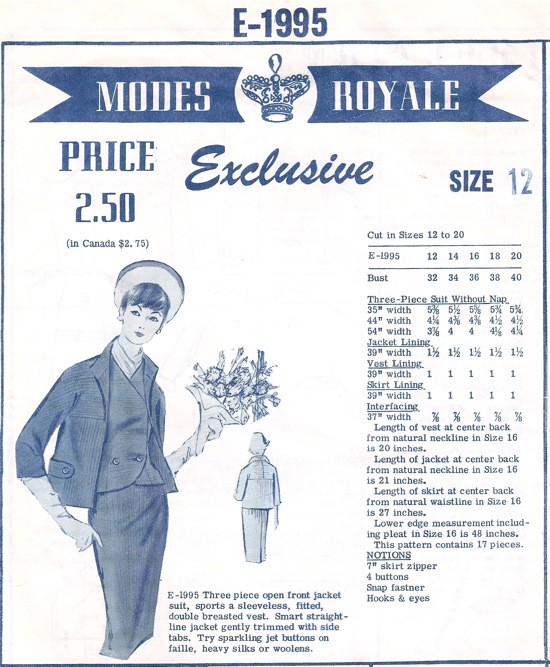 E-1995
MODES ROYALE
PRICE
2.50
(in Canada $2.75)
Exclusive
SIZE 12
Cut in Sizes 12 to 20
E-1995 12 14 16 18 20
Bust 32 34 36 38 40
Three-Piece Suit Without Nap
35" width 5⅜ 5½ 5⅝ 5¾ 5¾
44" width 4¼ 4⅜ 4⅜ 4½ 4½
54" width 3⅞ 4 4 4⅛ 4¼
Jacket Lining
39" width 1½ 1½ 1½ 1½ 1½
Vest Lining
39" width 1 1 1 1 1
Skirt Lining
39" width 1 1 1 1 1
Interfacing
37" width ⅞ ⅞ ⅞ ⅞ ⅞
Length of vest at center back
from natural neckline in Size 16
is 20 inches.
Length of jacket at center back
from natural neckline in Size 16
is 21 inches.
Length of skirt at center back
from natural waistline in Size 16
is 27 inches.
Lower edge measurement includ-
ing pleat in Size 16 is 48 inches.
This pattern contains 17 pieces.
NOTIONS
7" skirt zipper
4 buttons
Snap fastner
Hooks & eyes
E-1995 Three piece open front jacket
suit, sports a sleeveless, fitted,
double breasted vest. Smart straight-
line jacket gently trimmed with side
tabs. Try sparkling jet buttons on
faille, heavy silks or woolens.